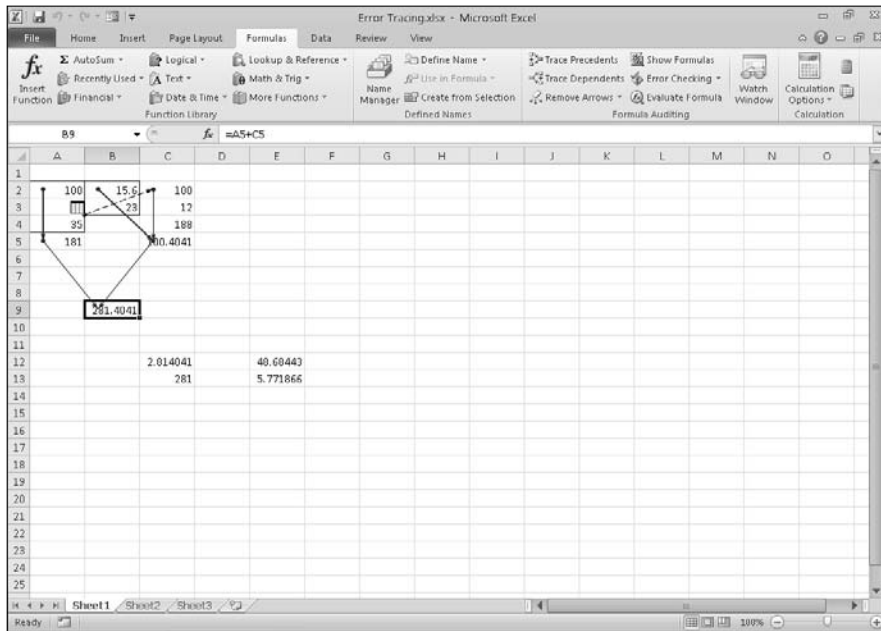 Error Tracing.xlsx - Microsoft Excel
File Home Insert Page Layout Formulas Data Review View
fx Insert Function
Σ AutoSum
Recently Used
Financial
Logical
Text
Date & Time
Lookup & Reference
Math & Trig
More Functions
Function Library
Name Manager
Define Name
Use in Formula
Create from Selection
Defined Names
Trace Precedents
Trace Dependents
Remove Arrows
Show Formulas
Error Checking
Evaluate Formula
Formula Auditing
Watch Window
Calculation Options
Calculation
B9 fx =A5+C5
A B C D E F G H I J K L M N O
1
2 100 15.6 100
3 23 12
4 35 188
5 181 100.4041
6
7
8
9 281.4041
10
11
12 2.814041 48.68443
13 281 5.771866
14
15
16
17
18
19
20
21
22
23
24
25
Sheet1 Sheet2 Sheet3
Ready 100%